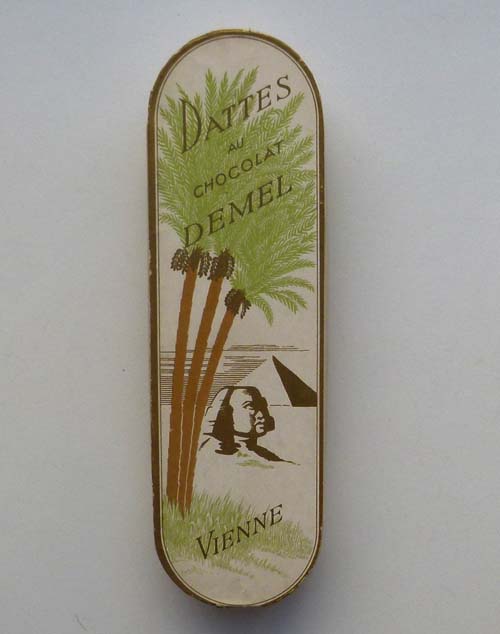 DATTES
AU
CHOCOLAT
DEMEL
VIENNE